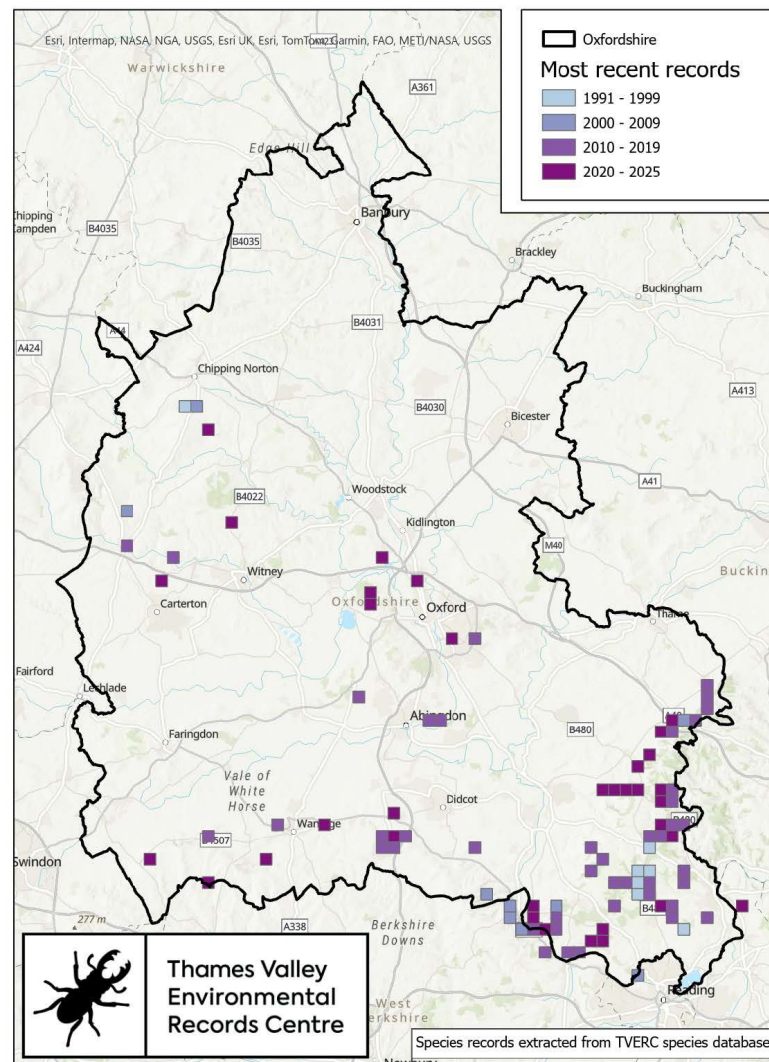 Esri, Intermap, NASA, NGA, USGS, Esri UK, Esri, TomTom, Garmin, FAO, METI/NASA, USGS
Oxfordshire
Most recent records
1991 - 1999
2000 - 2009
2010 - 2019
2020 - 2025
Warwickshire
A361
Edge Hill
Chipping
Campden
B4035
Banbury
B4035
Brackley
Buckingham
B4031
A44
A424
Chipping Norton
A413
B4030
Bicester
A41
B4022
Woodstock
Kidlington
M40
Witney
Oxfordshire
Carterton
Oxford
Thame
Fairford
Lechlade
A40
Abingdon
B480
Faringdon
Vale of
White
Horse
Didcot
Wantage
B4507
B480
Swindon
277 m
A338
Berkshire
Downs
Reading
West
Berkshire
Newbury
Thames Valley
Environmental
Records Centre
Species records extracted from TVERC species database